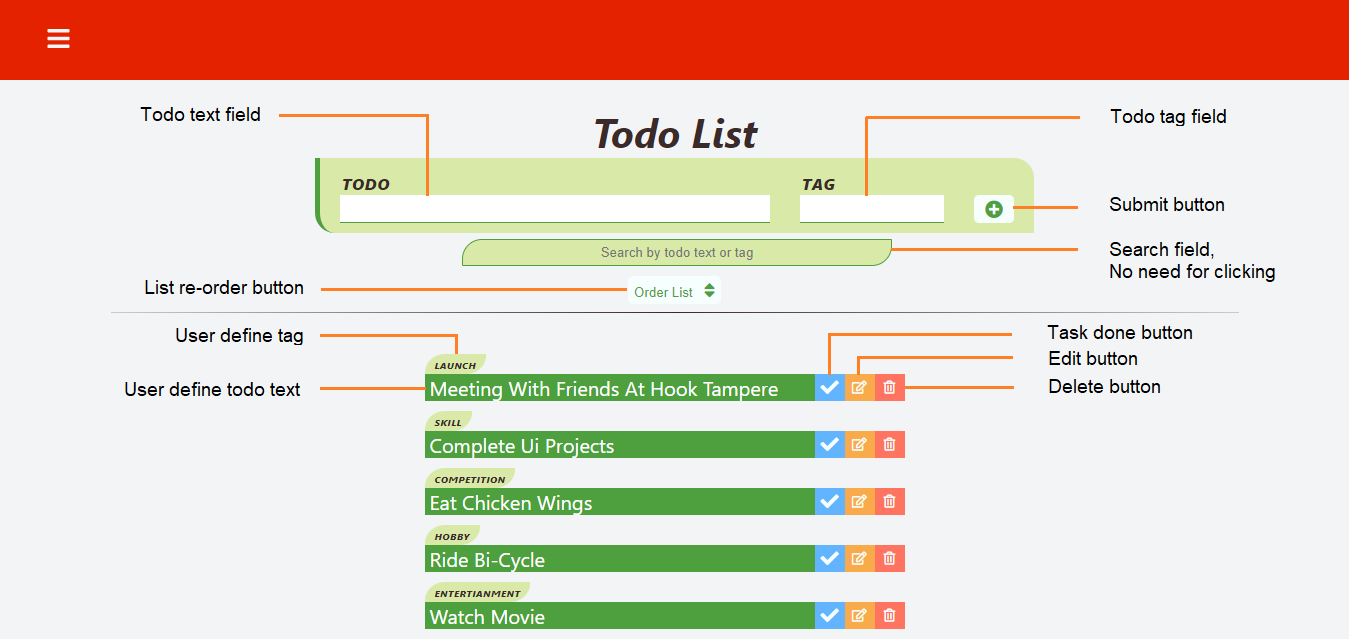 Todo text field
Todo List
Todo tag field
TODO
TAG
Submit button
Search by todo text or tag
Search field,
No need for clicking
List re-order button
Order List
User define tag
Task done button
LAUNCH
Edit button
User define todo text
Meeting With Friends At Hook Tampere
Delete button
SKILL
Complete Ui Projects
COMPETITION
Eat Chicken Wings
HOBBY
Ride Bi-Cycle
ENTERTIANMENT
Watch Movie